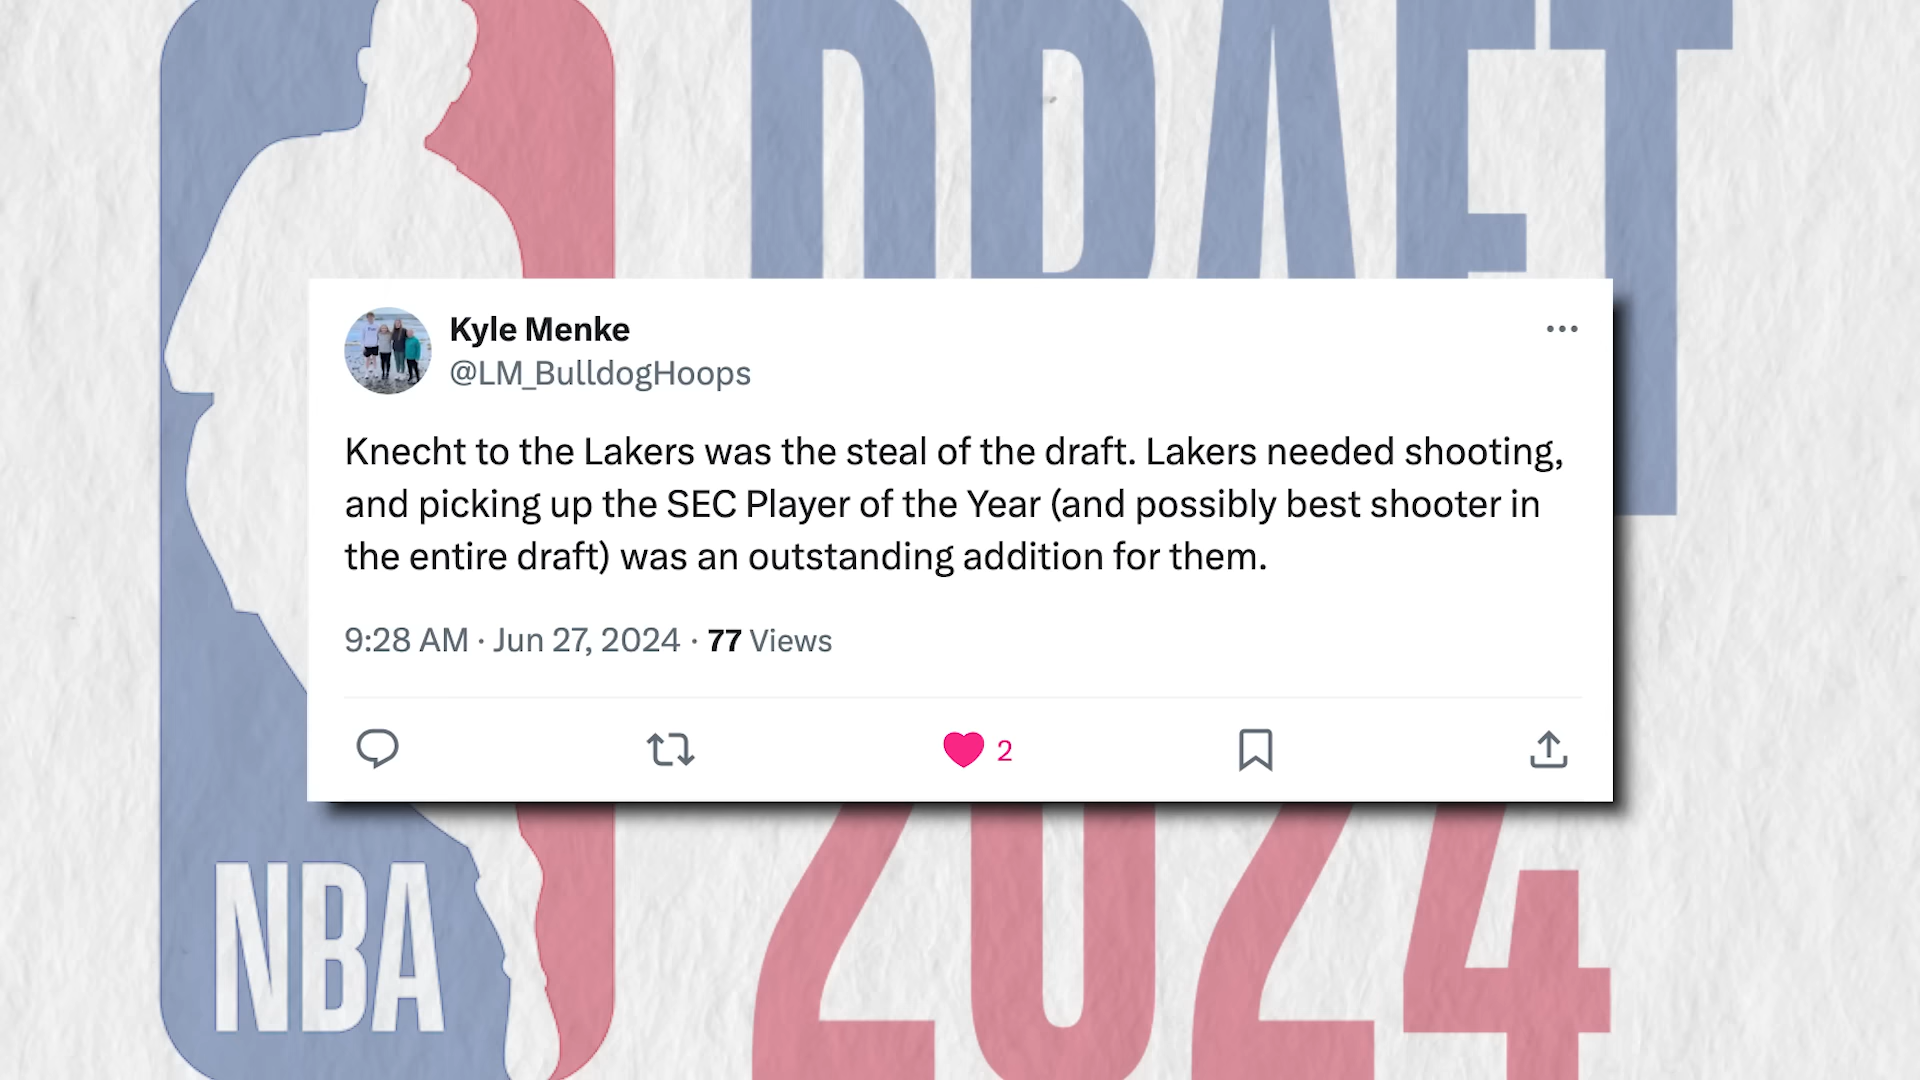 DRAFT
Kyle Menke
@LM_BulldogHoops
Knecht to the Lakers was the steal of the draft. Lakers needed shooting,
and picking up the SEC Player of the Year (and possibly best shooter in
the entire draft) was an outstanding addition for them.
9:28 AM · Jun 27, 2024 · 77 Views
2
NBA
2024